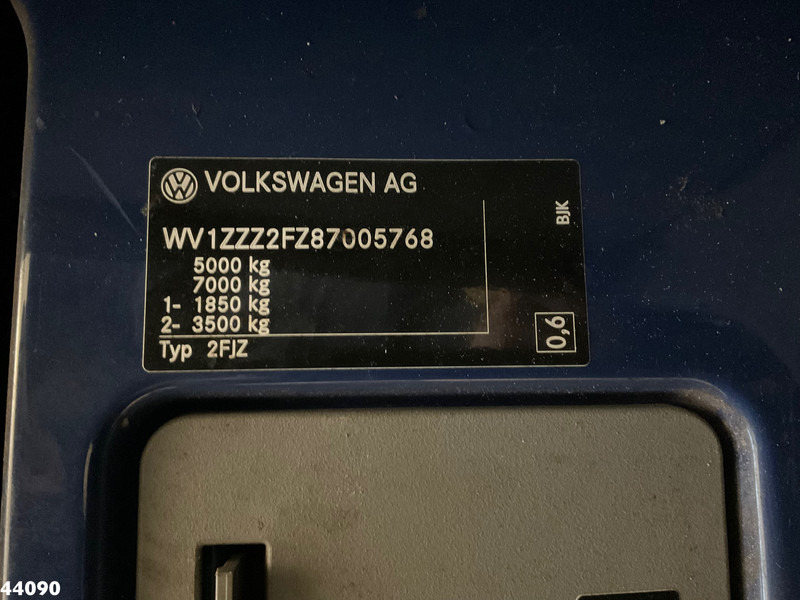 VOLKSWAGEN AG
WV1ZZZ2FZ87005768
5000 kg
7000 kg
1- 1850 kg
2- 3500 kg
Typ 2FJZ
BJK
0,6
44090